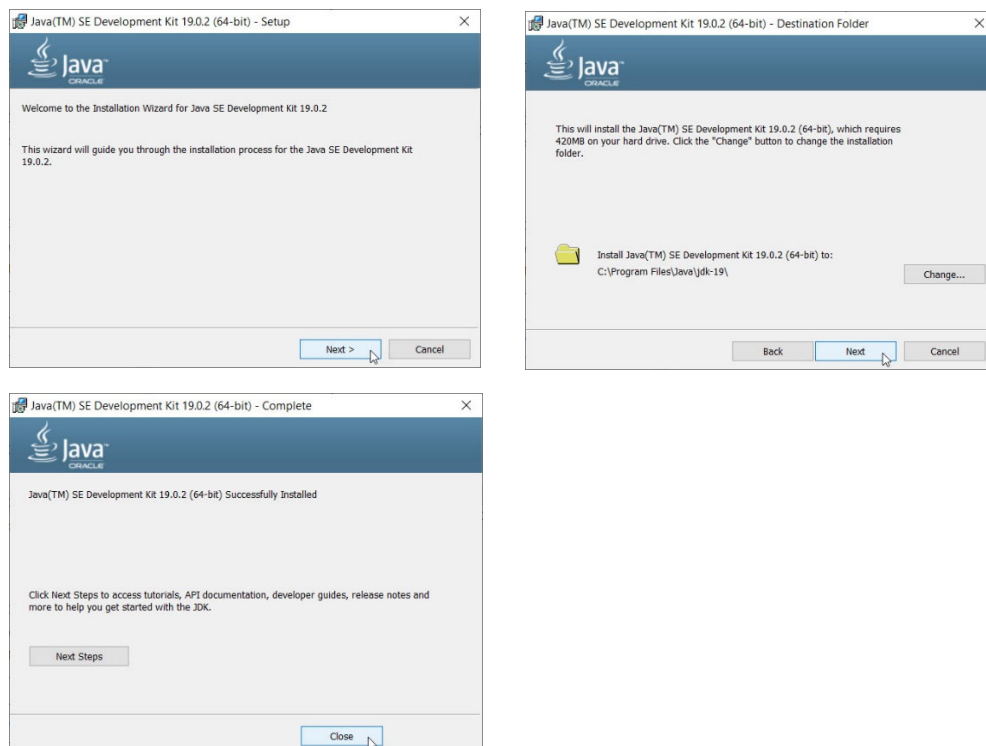 Java(TM) SE Development Kit 19.0.2 (64-bit) - Setup
Java
ORACLE
Welcome to the Installation Wizard for Java SE Development Kit 19.0.2
This wizard will guide you through the installation process for the Java SE Development Kit
19.0.2.
Next >
Cancel
Java(TM) SE Development Kit 19.0.2 (64-bit) - Destination Folder
Java
ORACLE
This will install the Java(TM) SE Development Kit 19.0.2 (64-bit), which requires
420MB on your hard drive. Click the "Change" button to change the installation
folder.
Install Java(TM) SE Development Kit 19.0.2 (64-bit) to:
C:\Program Files\Java\jdk-19\
Change...
Back
Next
Cancel
Java(TM) SE Development Kit 19.0.2 (64-bit) - Complete
Java
ORACLE
Java(TM) SE Development Kit 19.0.2 (64-bit) Successfully Installed
Click Next Steps to access tutorials, API documentation, developer guides, release notes and
more to help you get started with the JDK.
Next Steps
Close